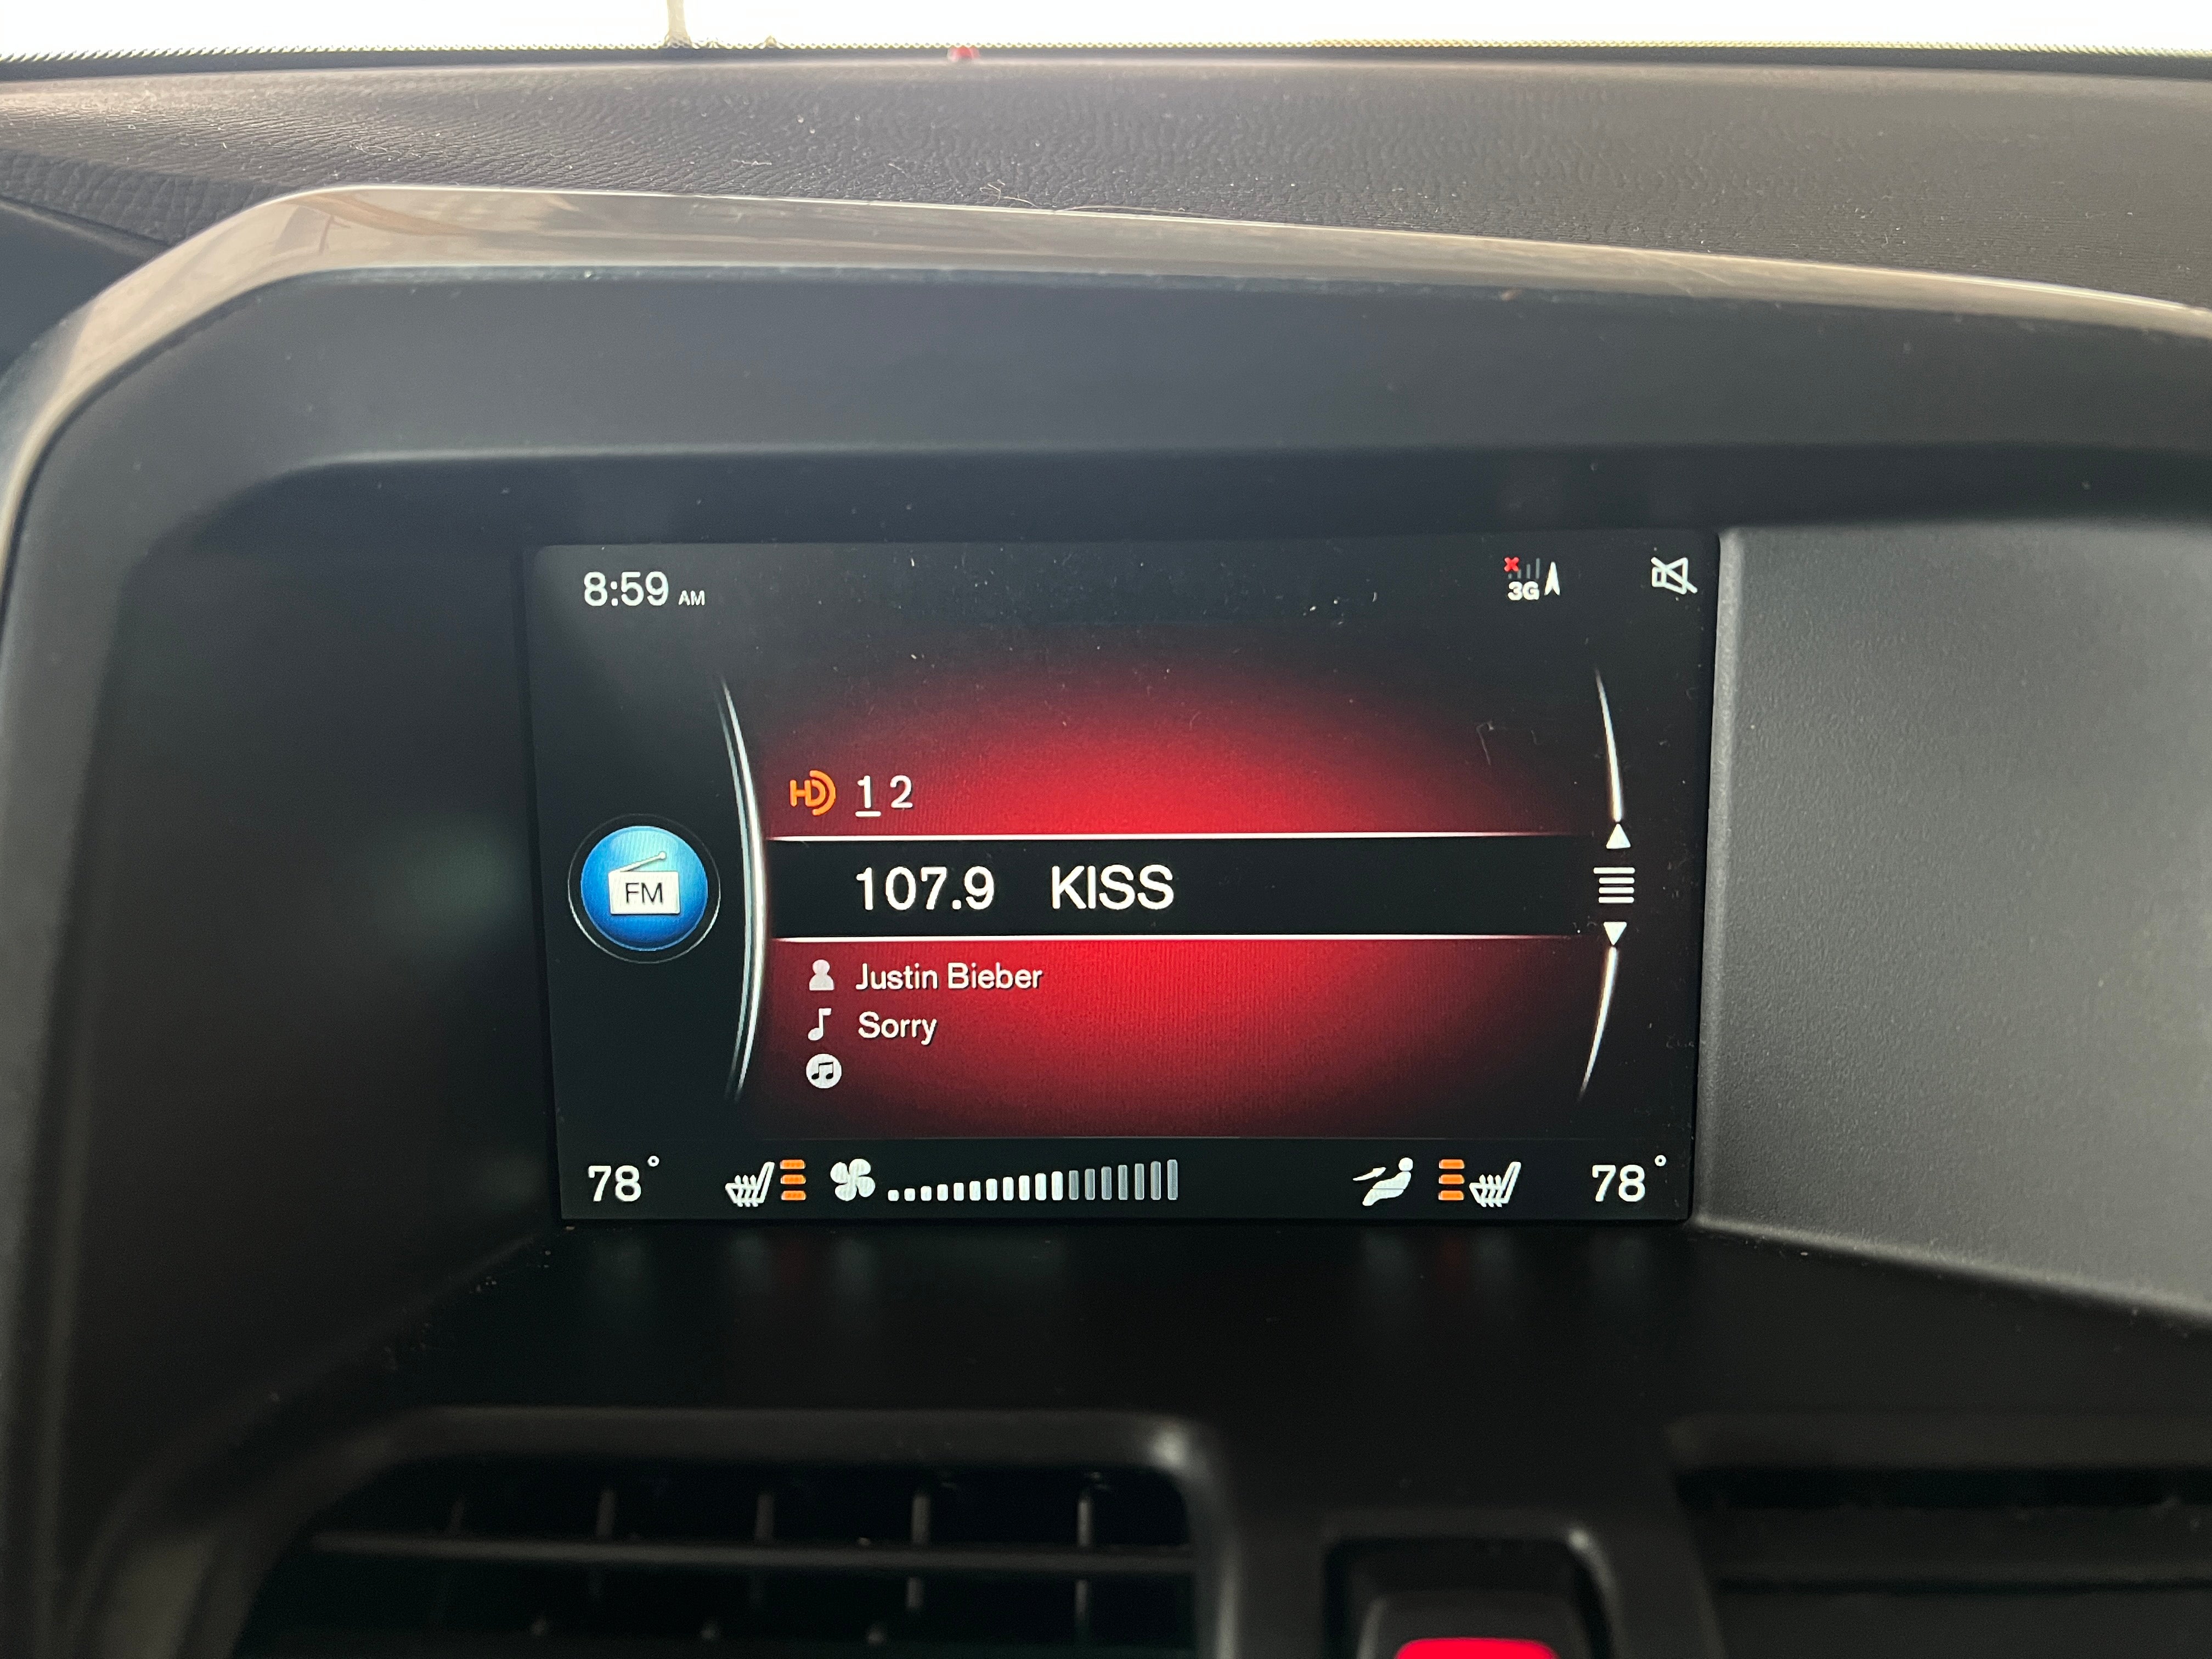 8:59 AM
3G
HD 1 2
FM
107.9 KISS
Justin Bieber
Sorry
78° 78°